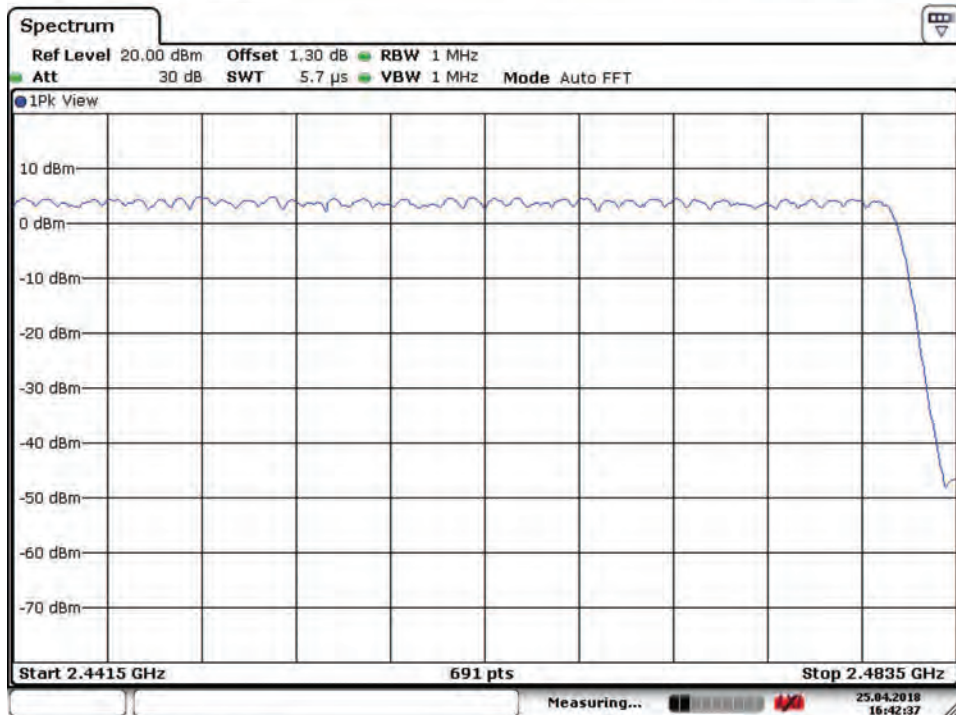 Spectrum
Ref Level 20.00 dBm Offset 1.30 dB RBW 1 MHz
Att 30 dB SWT 5.7 µs VBW 1 MHz Mode Auto FFT
1Pk View
10 dBm
0 dBm
-10 dBm
-20 dBm
-30 dBm
-40 dBm
-50 dBm
-60 dBm
-70 dBm
Start 2.4415 GHz 691 pts Stop 2.4835 GHz
Measuring... 25.04.2018
16:42:37